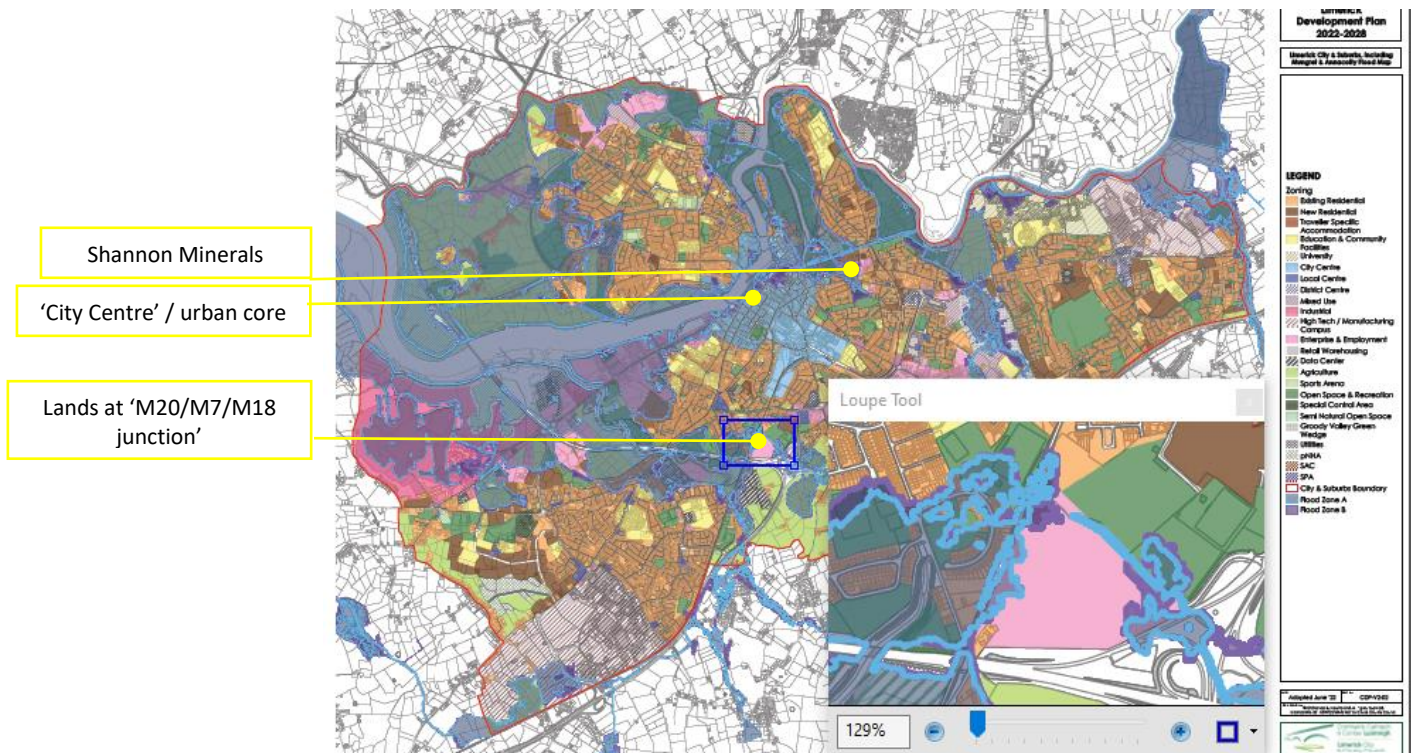 Limerick
Development Plan
2022-2028
Limerick City & Suburbs, Including
Mungret & Annacotty Flood Map
Shannon Minerals
‘City Centre’ / urban core
Lands at ‘M20/M7/M18
junction’
LEGEND
Zoning
Existing Residential
New Residential
Traveller Specific
Accommodation
Education & Community
Facilities
University
City Centre
Local Centre
District Centre
Mixed Use
Industrial
High Tech / Manufacturing
Campus
Enterprise & Employment
Retail Warehousing
Data Center
Agriculture
Sports Arena
Open Space & Recreation
Special Control Area
Semi Natural Open Space
Groody Valley Green
Wedge
Utilities
pNHA
SAC
SPA
City & Suburbs Boundary
Flood Zone A
Flood Zone B
Loupe Tool
129%
Adopted June '22